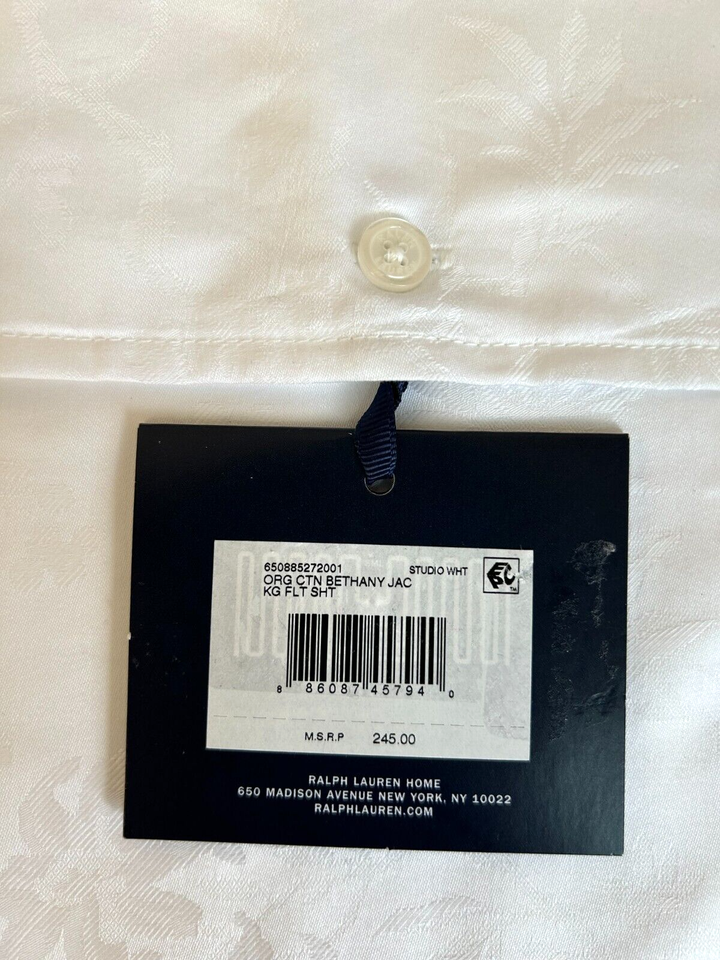 650885272001 STUDIO WHT
ORG CTN BETHANY JAC
KG FLT SHT
8 86087 45794 0
M.S.R.P 245.00
RALPH LAUREN HOME
650 MADISON AVENUE NEW YORK, NY 10022
RALPHLAUREN.COM